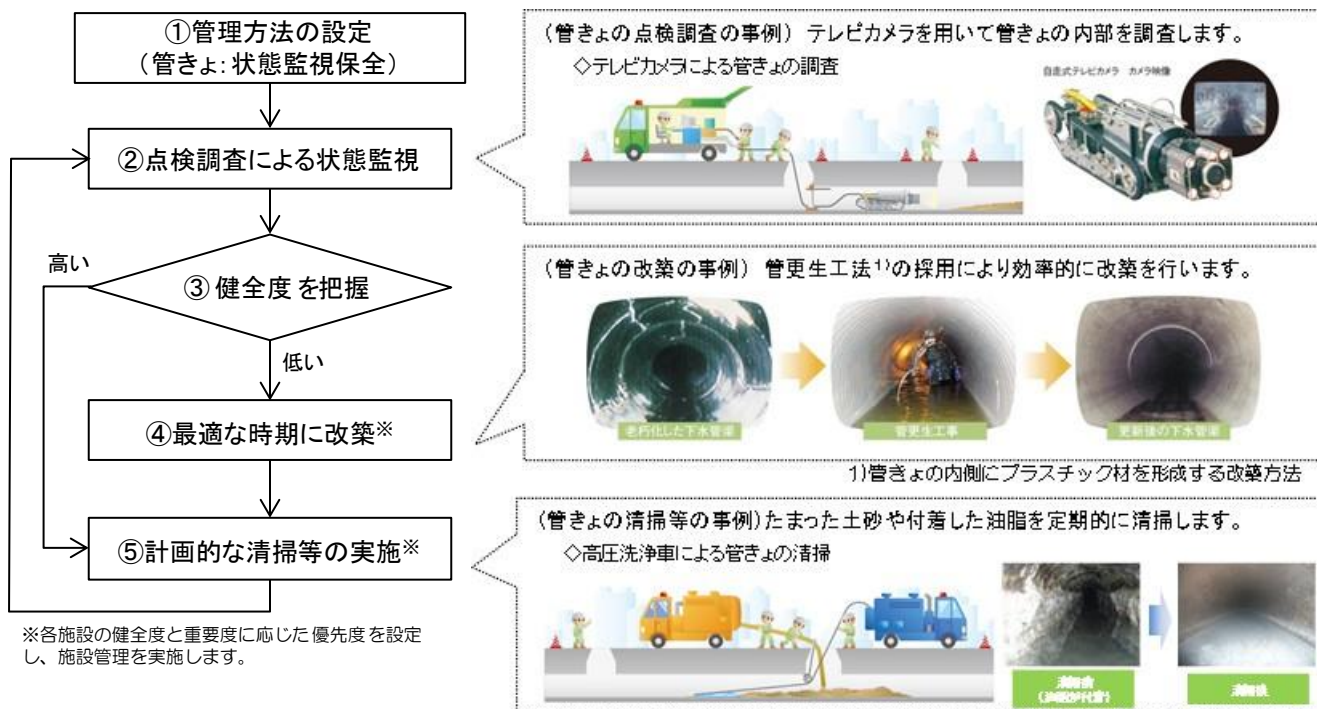 ①管理方法の設定
(管きょ:状態監視保全)
②点検調査による状態監視
③健全度を把握
高い
低い
④最適な時期に改築※
⑤計画的な清掃等の実施※
※各施設の健全度と重要度に応じた優先度を設定
し、施設管理を実施します。
(管きょの点検調査の事例) テレビカメラを用いて管きょの内部を調査します。
◇テレビカメラによる管きょの調査
自走式テレビカメラ カメラ映像
(管きょの改築の事例) 管更生工法1)の採用により効率的に改築を行います。
老朽化した下水管渠
管更生工事
更新後の下水管渠
1)管きょの内側にプラスチック材を形成する改築方法
(管きょの清掃等の事例)たまった土砂や付着した油脂を定期的に清掃します。
◇高圧洗浄車による管きょの清掃
清掃前
(油脂が付着)
清掃後